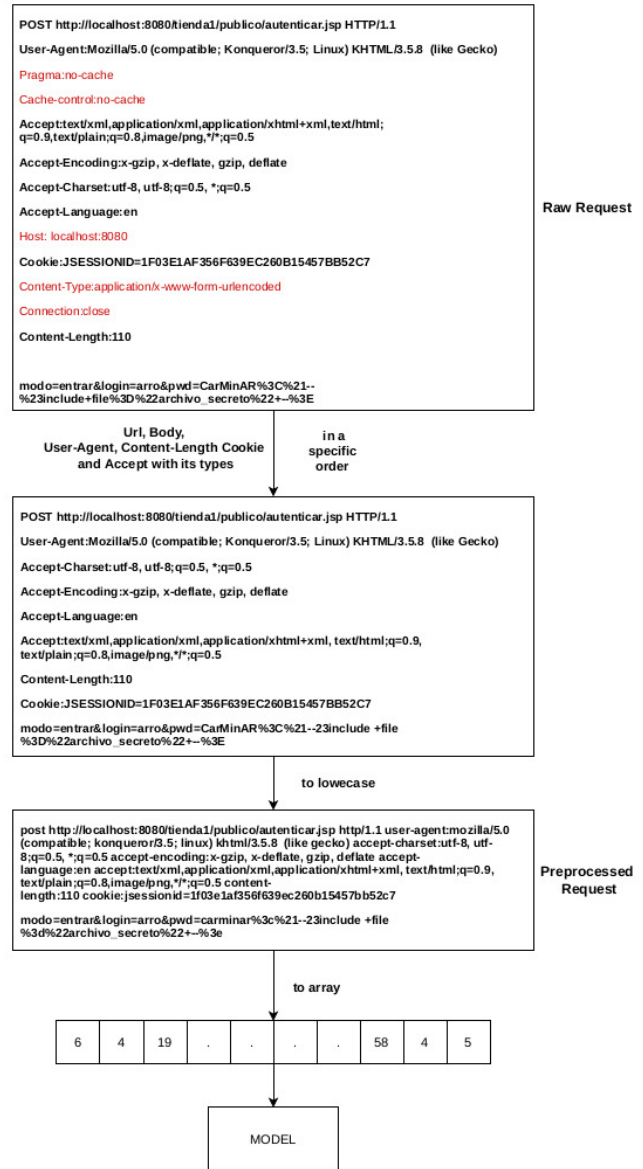 POST http://localhost:8080/tienda1/publico/autenticar.jsp HTTP/1.1
User-Agent:Mozilla/5.0 (compatible; Konqueror/3.5; Linux) KHTML/3.5.8 (like Gecko)
Pragma:no-cache
Cache-control:no-cache
Accept:text/xml,application/xml,application/xhtml+xml,text/html;
q=0.9,text/plain;q=0.8,image/png,*/*;q=0.5
Accept-Encoding:x-gzip, x-deflate, gzip, deflate
Accept-Charset:utf-8, utf-8;q=0.5, *;q=0.5
Accept-Language:en
Raw Request
Host: localhost:8080
Cookie:JSESSIONID=1F03E1AF356F639EC260B15457BB52C7
Content-Type:application/x-www-form-urlencoded
Connection:close
Content-Length:110
modo=entrar&login=arro&pwd=CarMinAR%3C%21--
%23include+file%3D%22archivo_secreto%22+--%3E
Url, Body,
User-Agent, Content-Length Cookie
and Accept with its types
in a
specific
order
POST http://localhost:8080/tienda1/publico/autenticar.jsp HTTP/1.1
User-Agent:Mozilla/5.0 (compatible; Konqueror/3.5; Linux) KHTML/3.5.8 (like Gecko)
Accept-Charset:utf-8, utf-8;q=0.5, *;q=0.5
Accept-Encoding:x-gzip, x-deflate, gzip, deflate
Accept-Language:en
Accept:text/xml,application/xml,application/xhtml+xml, text/html;q=0.9,
text/plain;q=0.8,image/png,*/*;q=0.5
Content-Length:110
Cookie:JSESSIONID=1F03E1AF356F639EC260B15457BB52C7
modo=entrar&login=arro&pwd=CarMinAR%3C%21--23include +file
%3D%22archivo_secreto%22+--%3E
to lowecase
post http://localhost:8080/tienda1/publico/autenticar.jsp http/1.1 user-agent:mozilla/5.0
(compatible; konqueror/3.5; linux) khtml/3.5.8 (like gecko) accept-charset:utf-8, utf-
8;q=0.5, *;q=0.5 accept-encoding:x-gzip, x-deflate, gzip, deflate accept-
language:en accept:text/xml,application/xml,application/xhtml+xml, text/html;q=0.9,
text/plain;q=0.8,image/png,*/*;q=0.5 content-
length:110 cookie:jsessionid=1f03e1af356f639ec260b15457bb52c7
modo=entrar&login=arro&pwd=carminar%3c%21--23include +file
%3d%22archivo_secreto%22+--%3e
Preprocessed
Request
to array
6 4 19 . . . . 58 4 5
MODEL